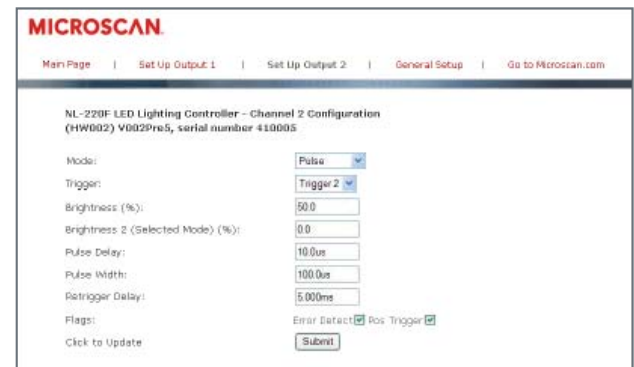 MICROSCAN.
Main Page | Set Up Output 1 | Set Up Output 2 | General Setup | Go to Microscan.com
NL-220F LED Lighting Controller - Channel 2 Configuration
(HW002) V002Pre5, serial number 410005
Mode: Pulse
Trigger: Trigger 2
Brightness (%): 50.0
Brightness 2 (Selected Mode) (%): 0.0
Pulse Delay: 10.0us
Pulse Width: 100.0us
Retrigger Delay: 5.000ms
Flags: Error Detect Pos Trigger
Click to Update Submit